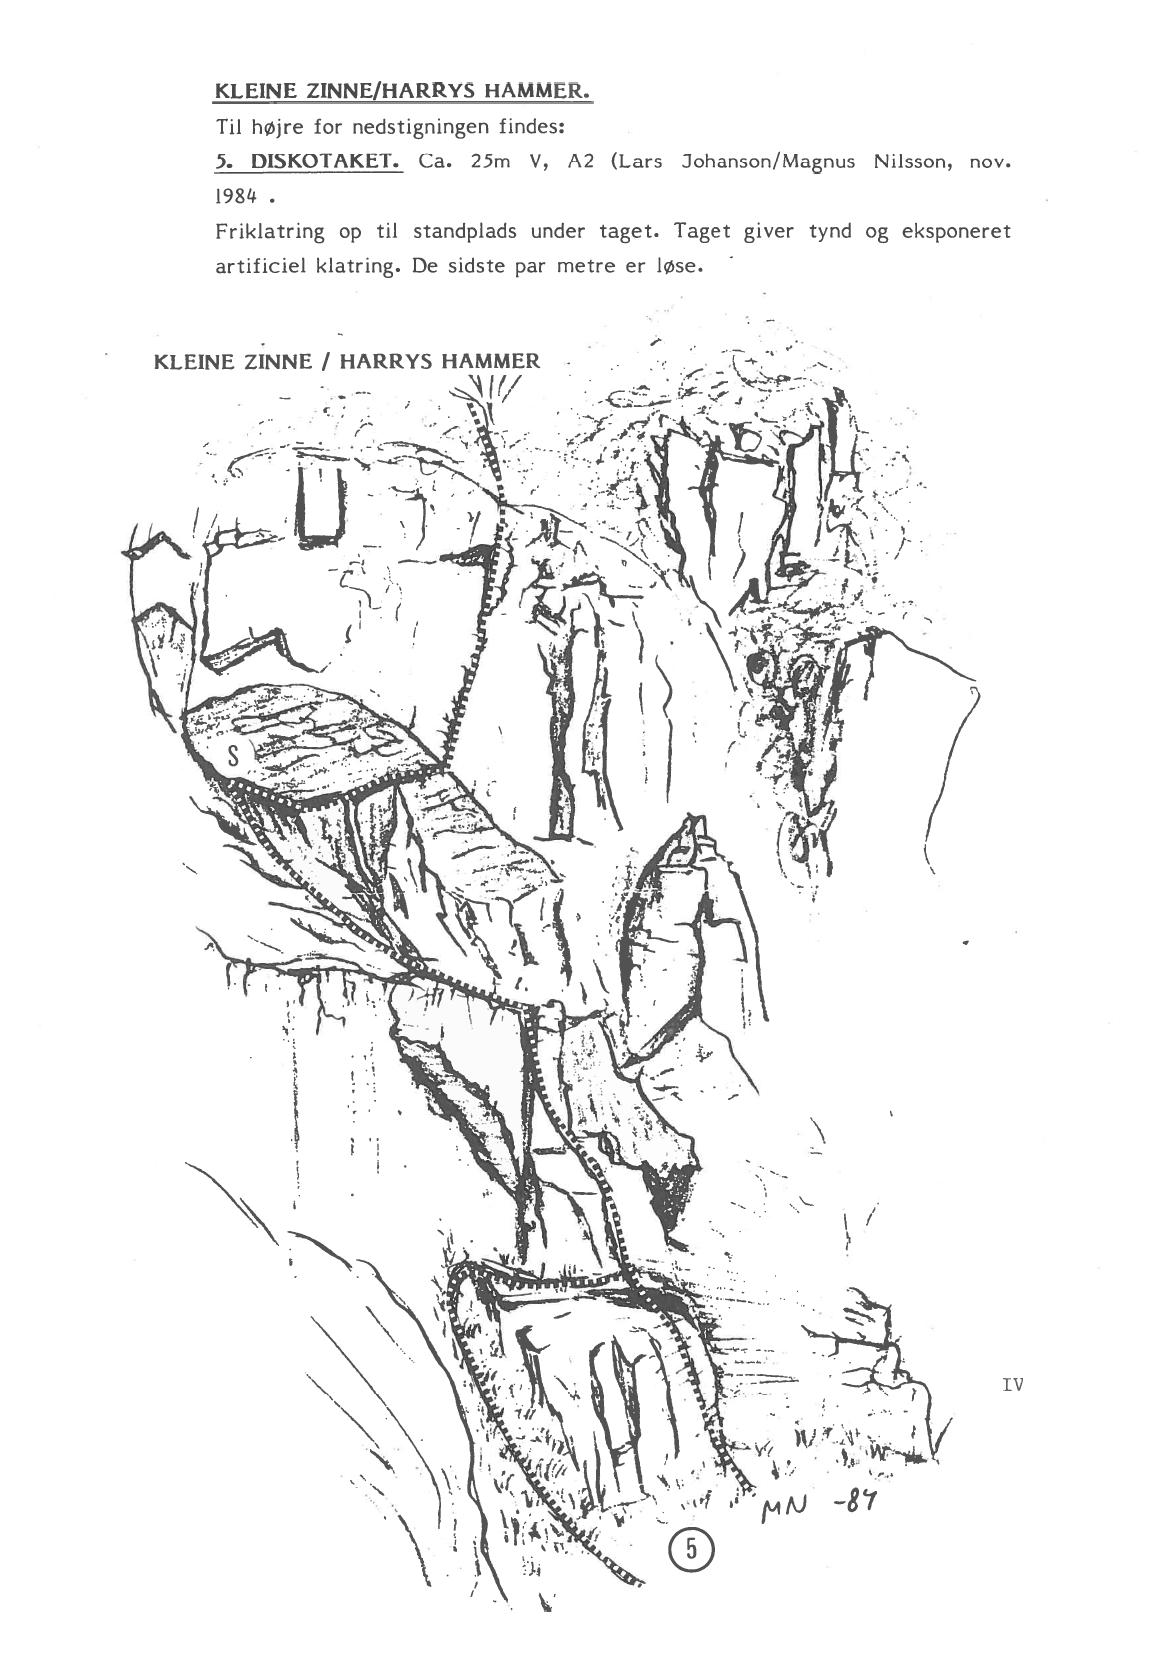 KLEINE ZINNE/HARRYS HAMMER.
Til højre for nedstigningen findes:
5. DISKOTAKET. Ca. 25m V, A2 (Lars Johanson/Magnus Nilsson, nov.
1984 .
Friklatring op til standplads under taget. Taget giver tynd og eksponeret
artificiel klatring. De sidste par metre er løse.
KLEINE ZINNE / HARRYS HAMMER
S
IV
MN -84
5